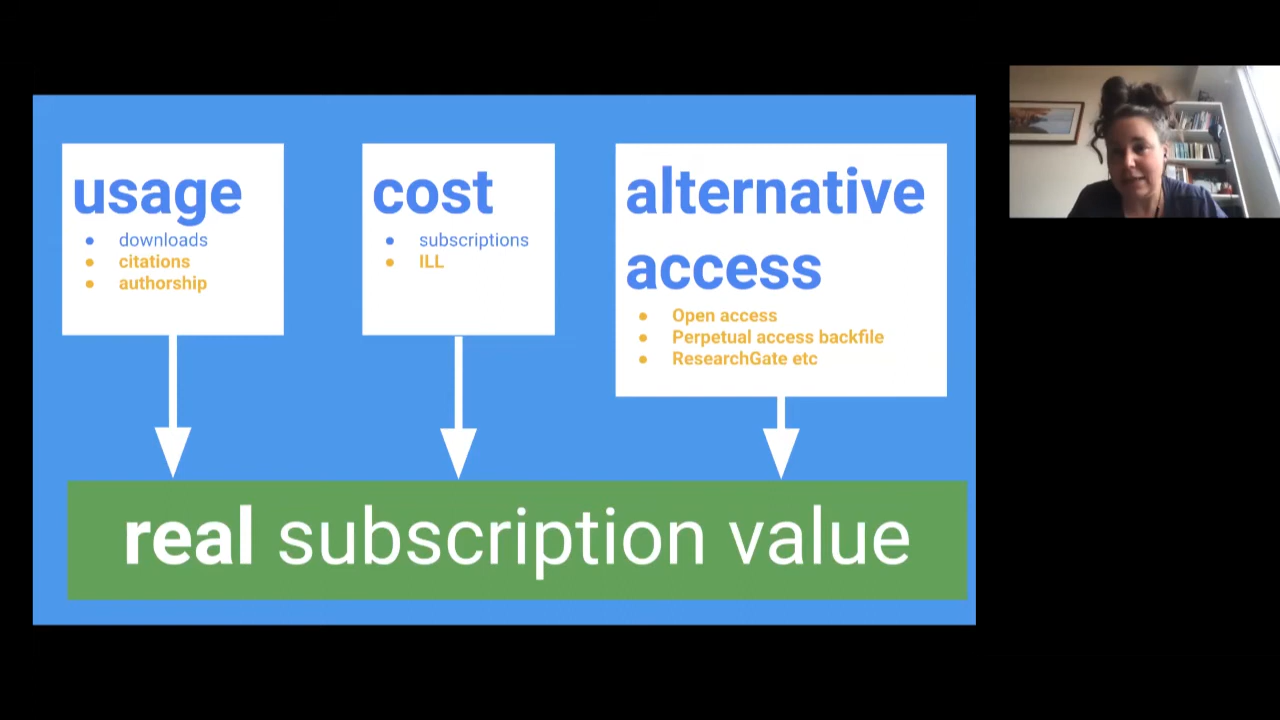 usage
downloads
citations
authorship
cost
subscriptions
ILL
alternative
access
Open access
Perpetual access backfile
ResearchGate etc
real subscription value